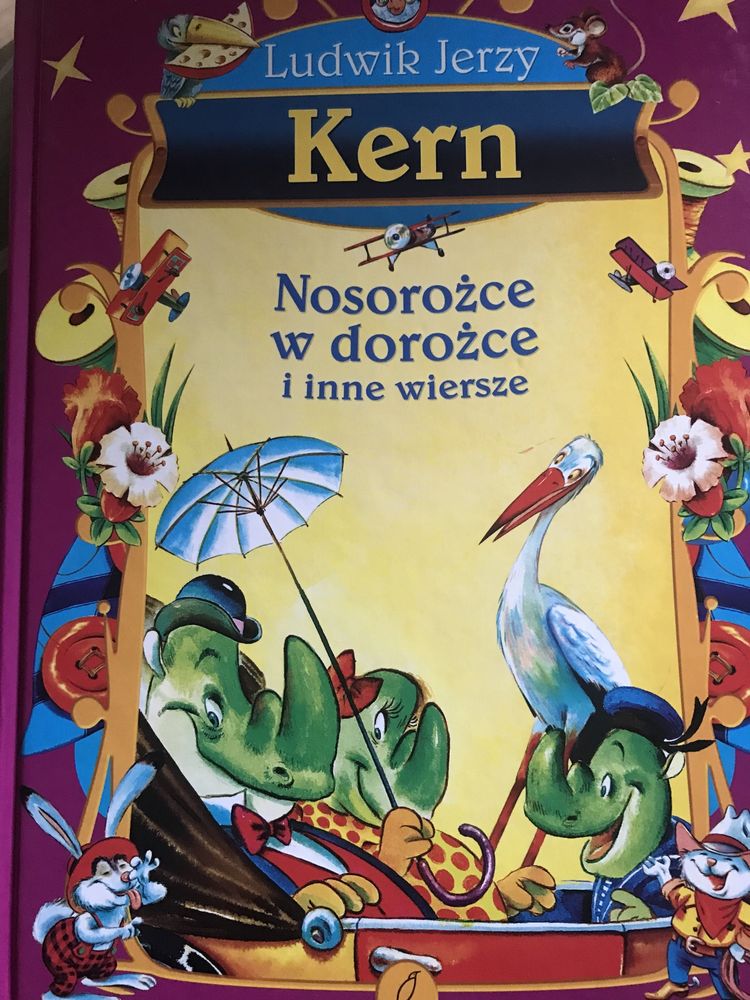 Ludwik Jerzy
Kern
Nosorożce
w dorożce
i inne wiersze